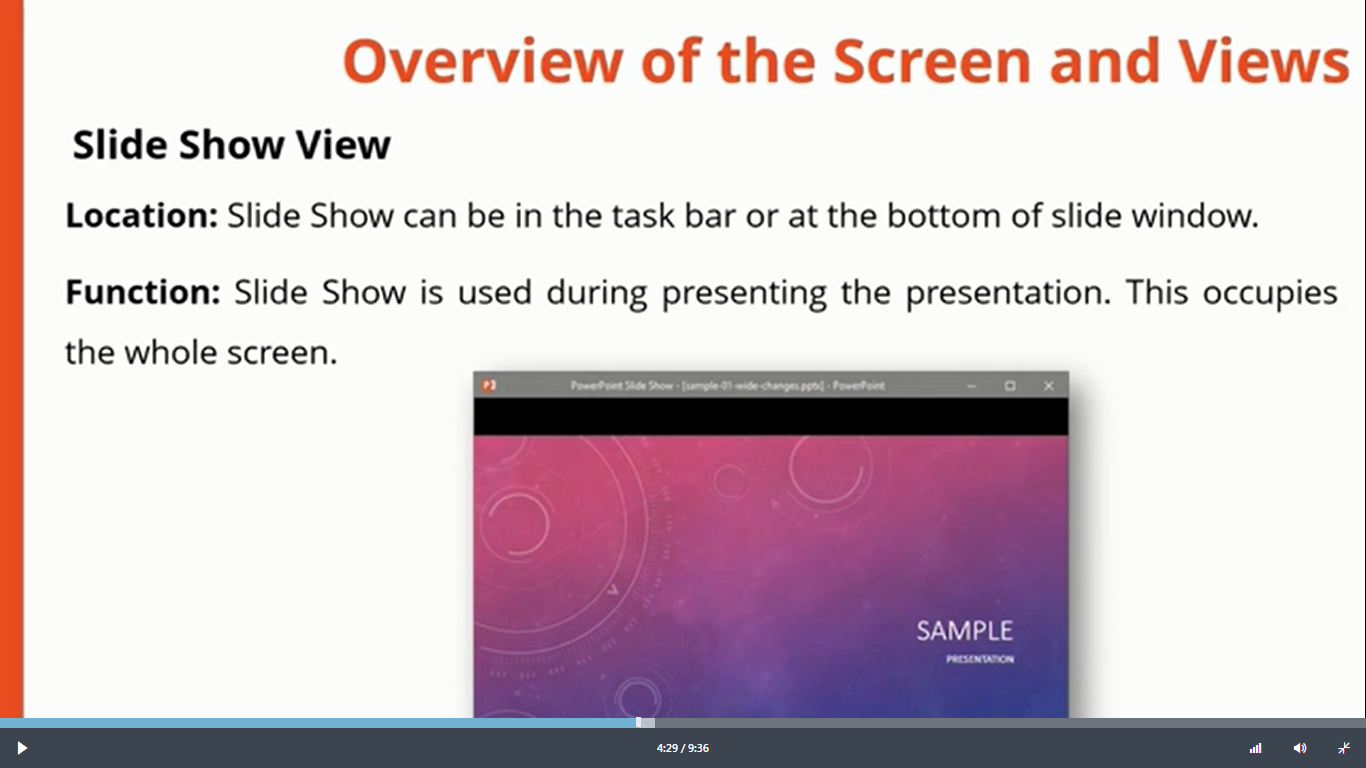 Overview of the Screen and Views
Slide Show View
Location: Slide Show can be in the task bar or at the bottom of slide window.
Function: Slide Show is used during presenting the presentation. This occupies
the whole screen.
PowerPoint Slide Show - [sample-01-wide-changes.pptx] - PowerPoint
SAMPLE
PRESENTATION
4:29 / 9:36